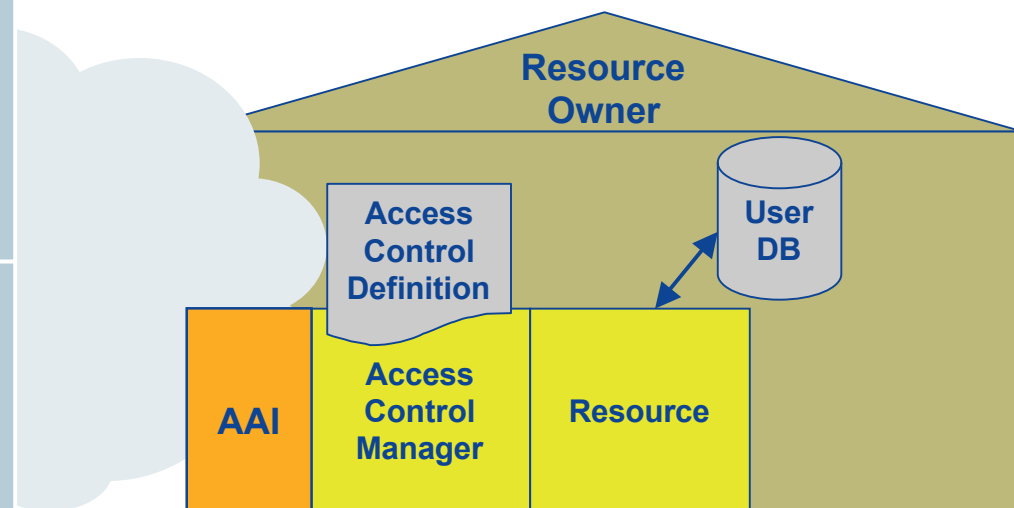 Resource
Owner
Access
Control
Definition
User
DB
AAI
Access
Control
Manager
Resource